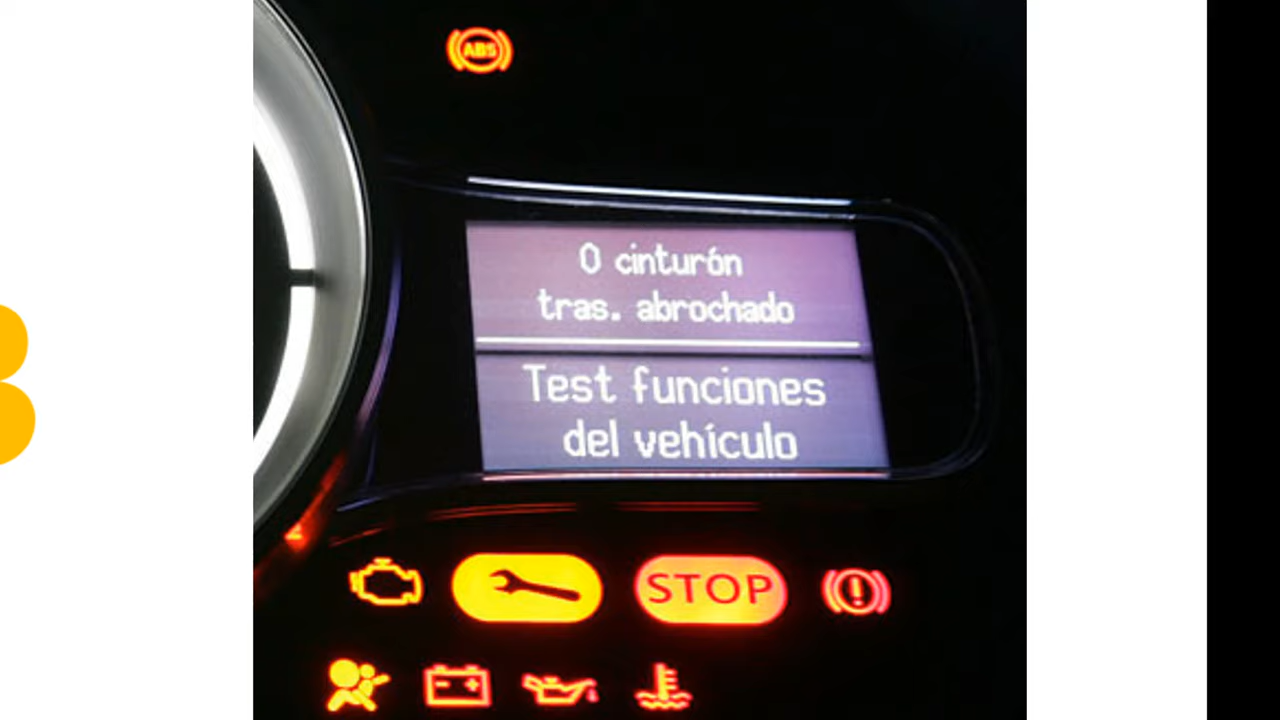 ABS
0 cinturón
tras. abrochado
Test funciones
del vehículo
STOP